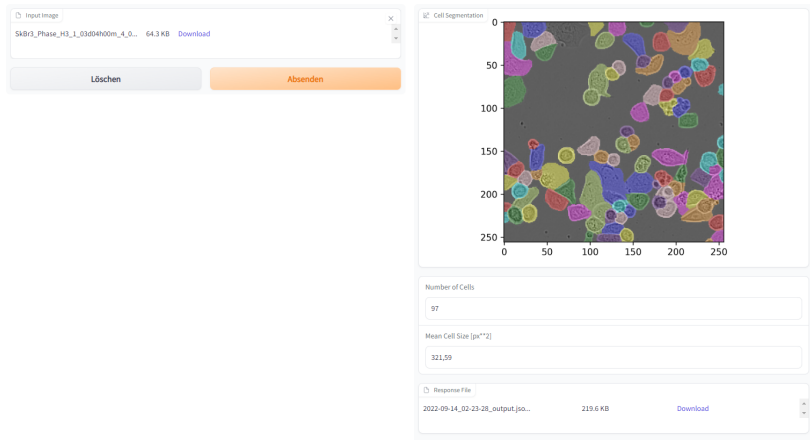 Input Image
SkBr3_Phase_H3_1_03d04h00m_4_0... 64.3 KB Download
Löschen Absenden
Cell Segmentation
0
50
100
150
200
250
0 50 100 150 200 250
Number of Cells
97
Mean Cell Size [px**2]
321,59
Response File
2022-09-14_02-23-28_output.jso... 219.6 KB Download